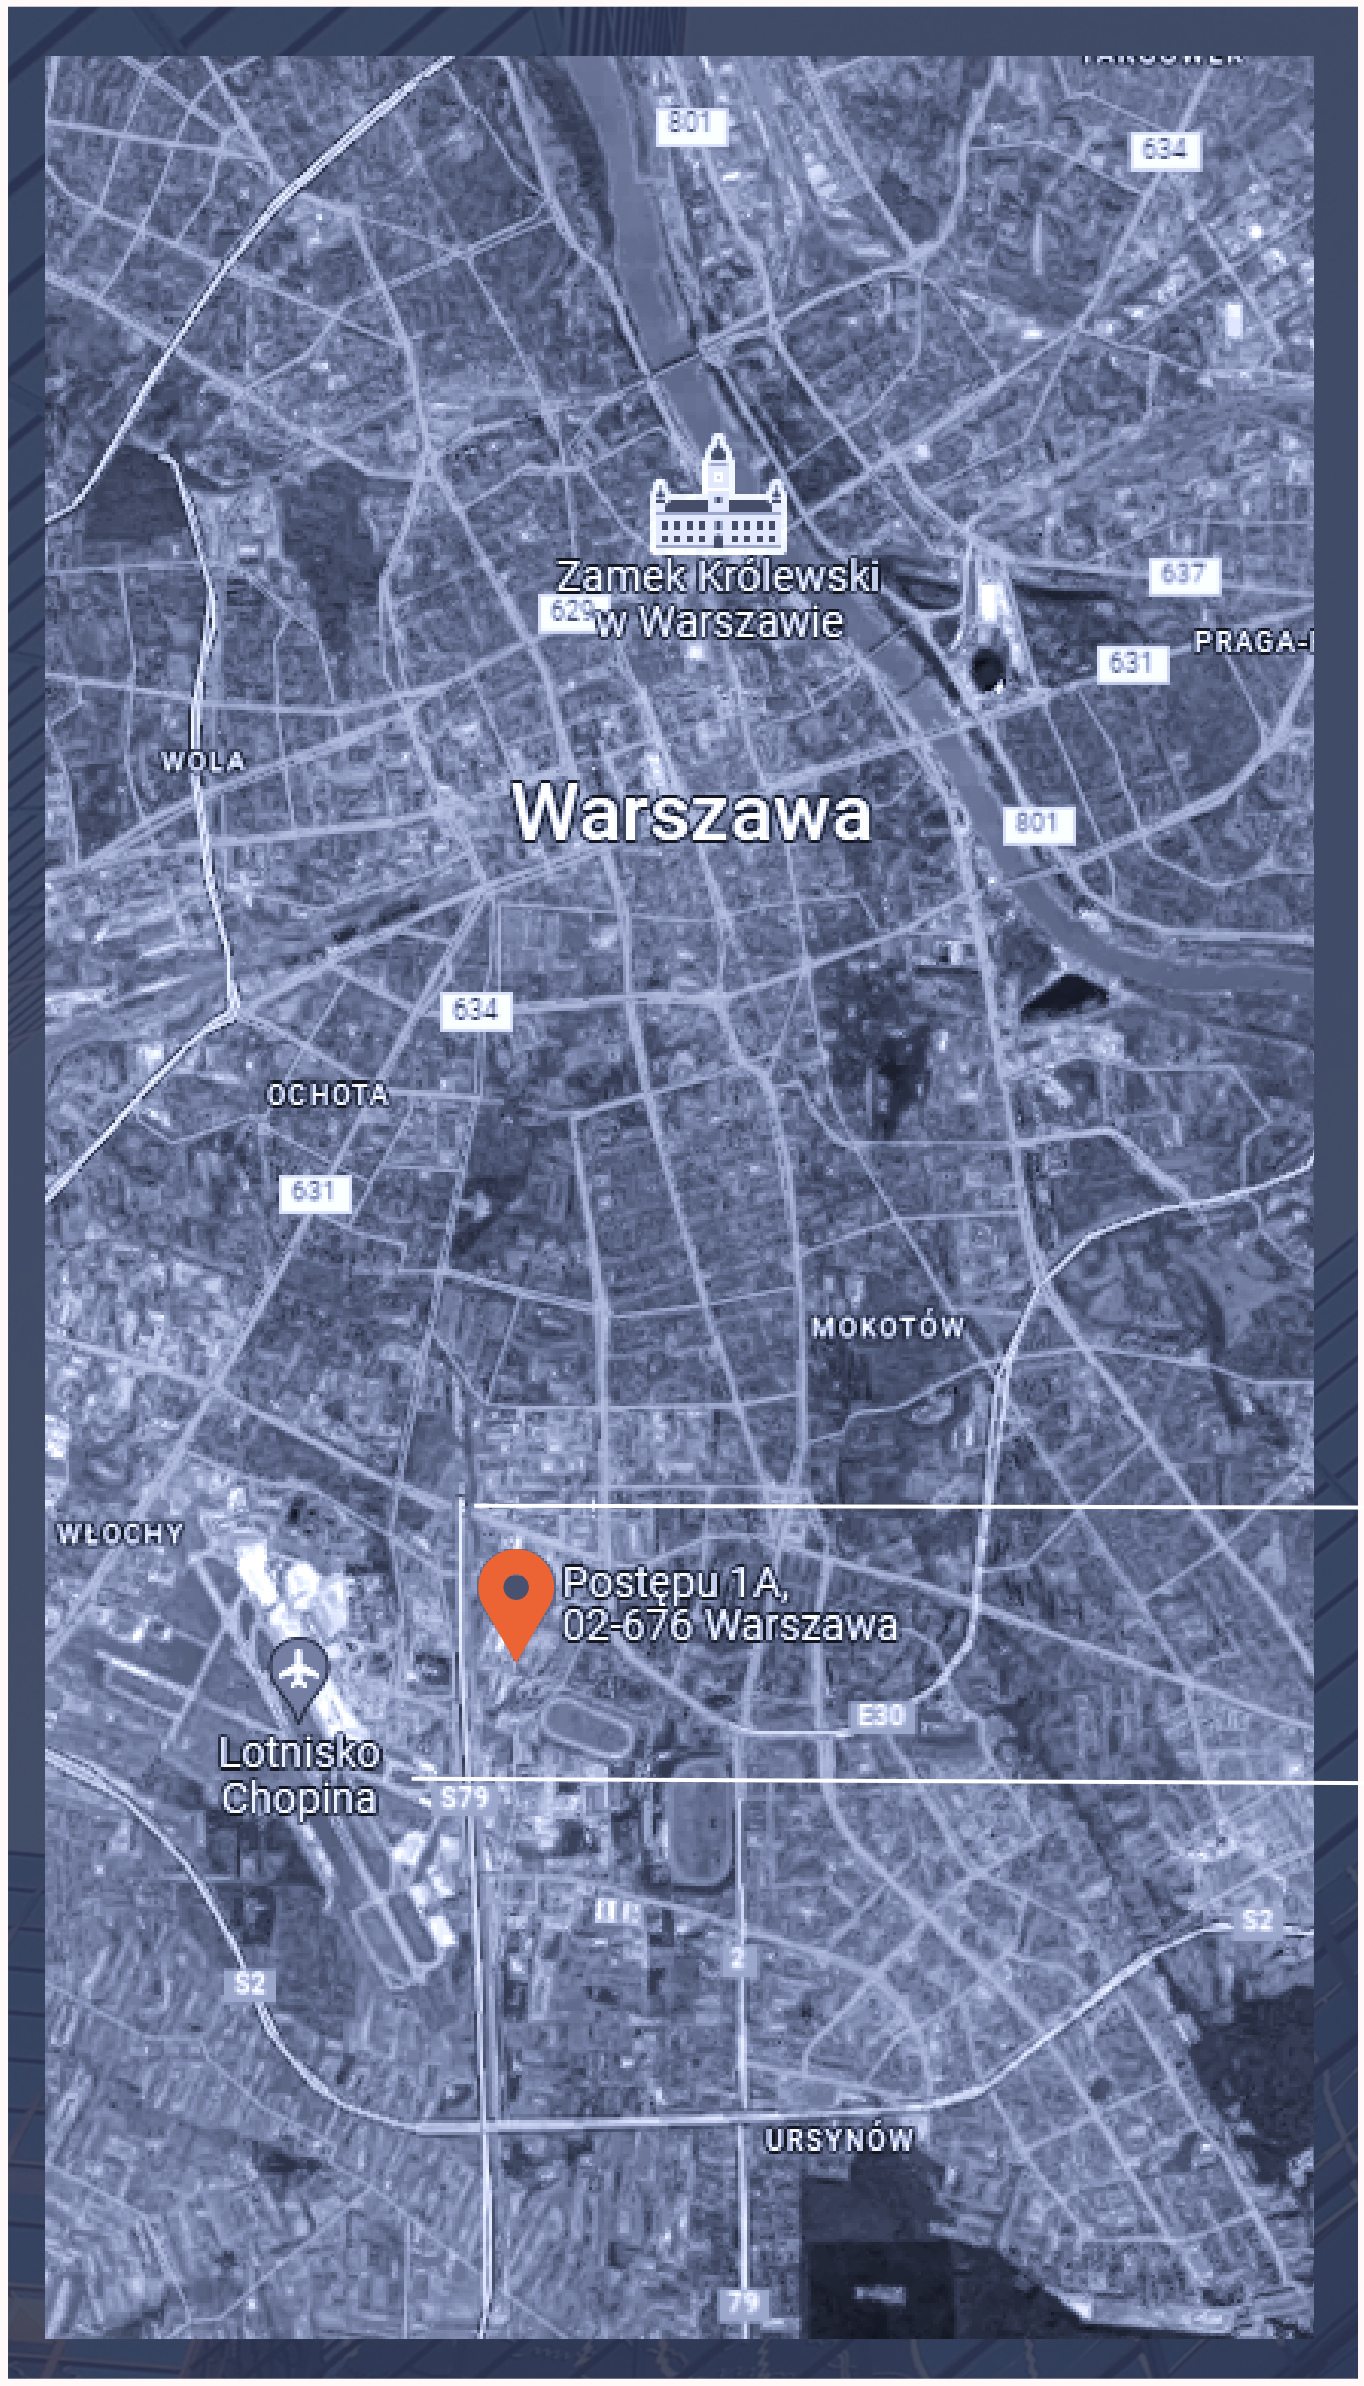 801
634
Zamek Królewski
629
w Warszawie
637
631
WOLA
Warszawa
801
634
OCHOTA
631
MOKOTÓW
WŁOCHY
Postępu 1A,
02-676 Warszawa
E30
Lotnisko
Chopina
S79
S2
2
S2
URSYNÓW
79